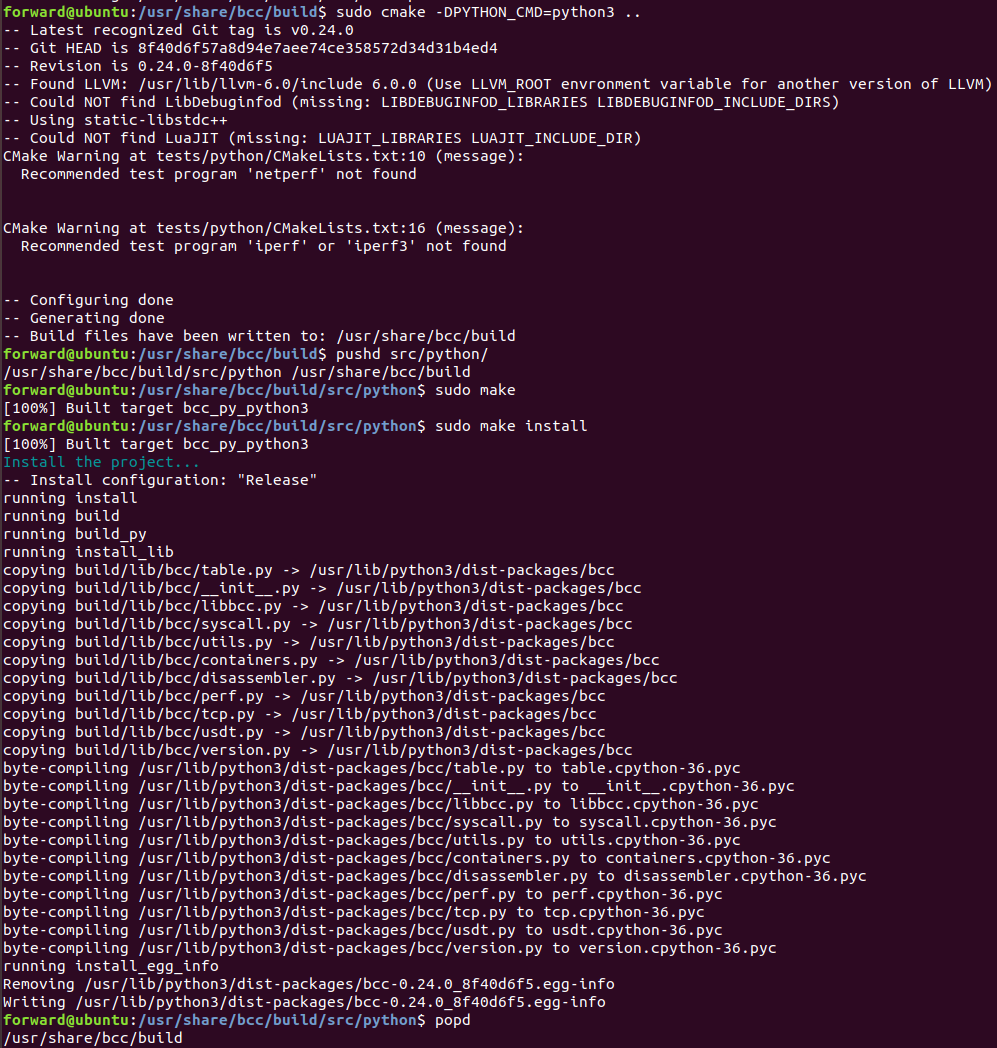 forward@ubuntu:/usr/share/bcc/build$ sudo cmake -DPYTHON_CMD=python3 ..
-- Latest recognized Git tag is v0.24.0
-- Git HEAD is 8f40d6f57a8d94e7aee74ce358572d34d31b4ed4
-- Revision is 0.24.0-8f40d6f5
-- Found LLVM: /usr/lib/llvm-6.0/include 6.0.0 (Use LLVM_ROOT envronment variable for another version of LLVM)
-- Could NOT find LibDebuginfod (missing: LIBDEBUGINFOD_LIBRARIES LIBDEBUGINFOD_INCLUDE_DIRS)
-- Using static-libstdc++
-- Could NOT find LuaJIT (missing: LUAJIT_LIBRARIES LUAJIT_INCLUDE_DIR)
CMake Warning at tests/python/CMakeLists.txt:10 (message):
  Recommended test program 'netperf' not found
CMake Warning at tests/python/CMakeLists.txt:16 (message):
  Recommended test program 'iperf' or 'iperf3' not found
-- Configuring done
-- Generating done
-- Build files have been written to: /usr/share/bcc/build
forward@ubuntu:/usr/share/bcc/build$ pushd src/python/
/usr/share/bcc/build/src/python /usr/share/bcc/build
forward@ubuntu:/usr/share/bcc/build/src/python$ sudo make
[100%] Built target bcc_py_python3
forward@ubuntu:/usr/share/bcc/build/src/python$ sudo make install
[100%] Built target bcc_py_python3
Install the project...
-- Install configuration: "Release"
running install
running build
running build_py
running install_lib
copying build/lib/bcc/table.py -> /usr/lib/python3/dist-packages/bcc
copying build/lib/bcc/__init__.py -> /usr/lib/python3/dist-packages/bcc
copying build/lib/bcc/libbcc.py -> /usr/lib/python3/dist-packages/bcc
copying build/lib/bcc/syscall.py -> /usr/lib/python3/dist-packages/bcc
copying build/lib/bcc/utils.py -> /usr/lib/python3/dist-packages/bcc
copying build/lib/bcc/containers.py -> /usr/lib/python3/dist-packages/bcc
copying build/lib/bcc/disassembler.py -> /usr/lib/python3/dist-packages/bcc
copying build/lib/bcc/perf.py -> /usr/lib/python3/dist-packages/bcc
copying build/lib/bcc/tcp.py -> /usr/lib/python3/dist-packages/bcc
copying build/lib/bcc/usdt.py -> /usr/lib/python3/dist-packages/bcc
copying build/lib/bcc/version.py -> /usr/lib/python3/dist-packages/bcc
byte-compiling /usr/lib/python3/dist-packages/bcc/table.py to table.cpython-36.pyc
byte-compiling /usr/lib/python3/dist-packages/bcc/__init__.py to __init__.cpython-36.pyc
byte-compiling /usr/lib/python3/dist-packages/bcc/libbcc.py to libbcc.cpython-36.pyc
byte-compiling /usr/lib/python3/dist-packages/bcc/syscall.py to syscall.cpython-36.pyc
byte-compiling /usr/lib/python3/dist-packages/bcc/utils.py to utils.cpython-36.pyc
byte-compiling /usr/lib/python3/dist-packages/bcc/containers.py to containers.cpython-36.pyc
byte-compiling /usr/lib/python3/dist-packages/bcc/disassembler.py to disassembler.cpython-36.pyc
byte-compiling /usr/lib/python3/dist-packages/bcc/perf.py to perf.cpython-36.pyc
byte-compiling /usr/lib/python3/dist-packages/bcc/tcp.py to tcp.cpython-36.pyc
byte-compiling /usr/lib/python3/dist-packages/bcc/usdt.py to usdt.cpython-36.pyc
byte-compiling /usr/lib/python3/dist-packages/bcc/version.py to version.cpython-36.pyc
running install_egg_info
Removing /usr/lib/python3/dist-packages/bcc-0.24.0_8f40d6f5.egg-info
Writing /usr/lib/python3/dist-packages/bcc-0.24.0_8f40d6f5.egg-info
forward@ubuntu:/usr/share/bcc/build/src/python$ popd
/usr/share/bcc/build